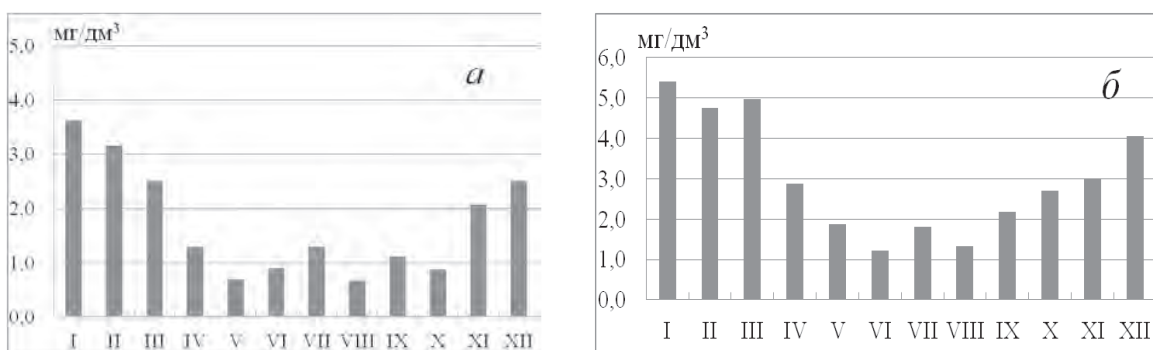 мг/дм³
5,0
4,0
3,0
2,0
1,0
0,0
а
I II III IV V VI VII VIII IX X XI XII
мг/дм³
6,0
5,0
4,0
3,0
2,0
1,0
0,0
б
I II III IV V VI VII VIII IX X XI XII